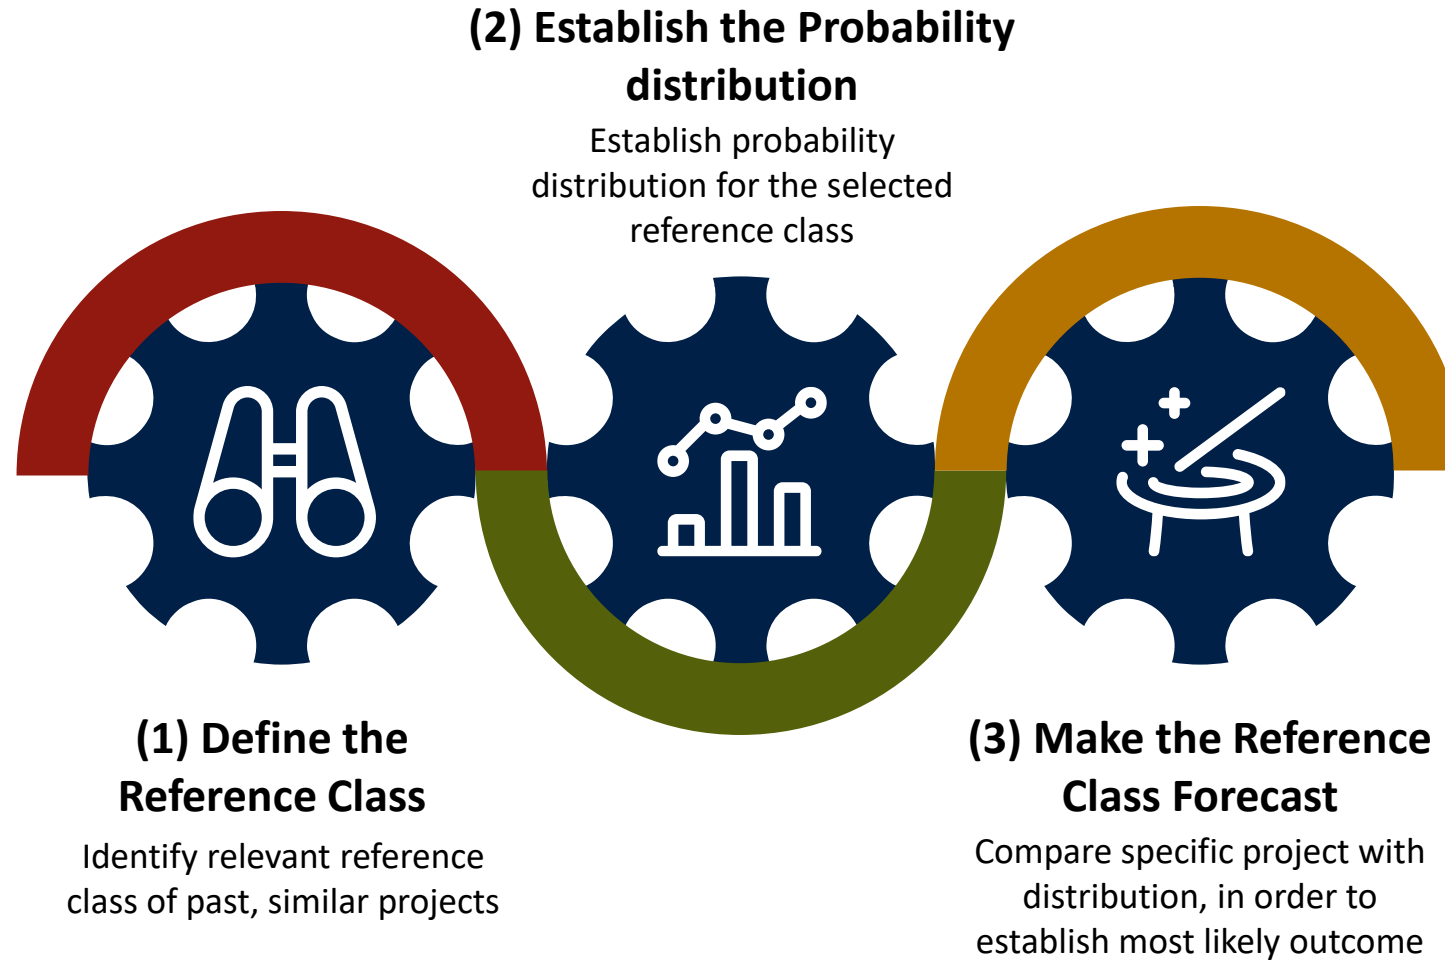 (2) Establish the Probability
distribution
Establish probability
distribution for the selected
reference class
(1) Define the
Reference Class
Identify relevant reference
class of past, similar projects
(3) Make the Reference
Class Forecast
Compare specific project with
distribution, in order to
establish most likely outcome